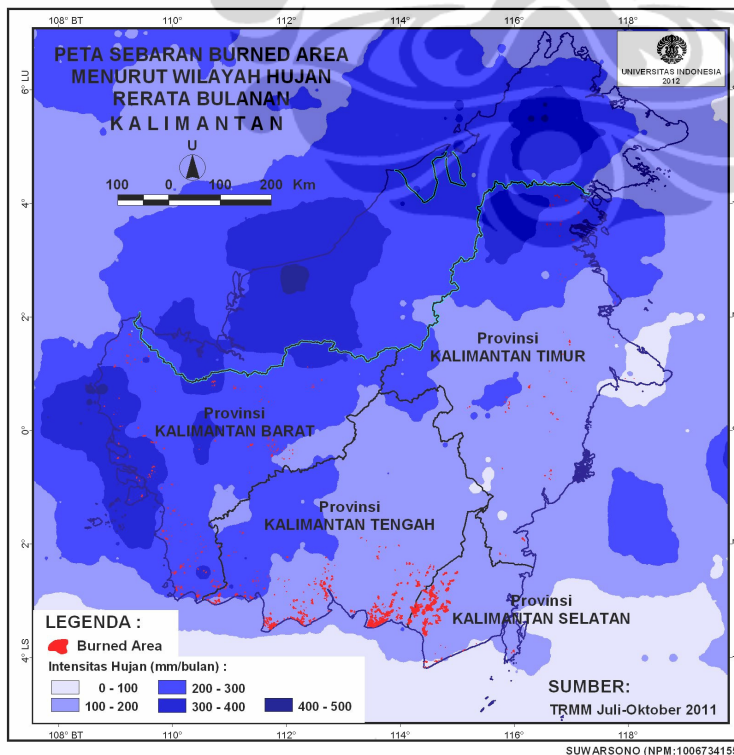 108° BT 110° 112° 114° 116° 118°
PETA SEBARAN BURNED AREA
MENURUT WILAYAH HUJAN
RERATA BULANAN
KALIMANTAN
U
100 0 100 200 Km
UNIVERSITAS INDONESIA
2012
6° LU
4°
2°
0°
2°
4° LS
Provinsi
KALIMANTAN TIMUR
Provinsi
KALIMANTAN BARAT
Provinsi
KALIMANTAN TENGAH
Provinsi
KALIMANTAN SELATAN
LEGENDA :
Burned Area
Intensitas Hujan (mm/bulan) :
0 - 100 200 - 300
100 - 200 300 - 400 400 - 500
SUMBER:
TRMM Juli-Oktober 2011
108° BT 110° 112° 114° 116° 118°
SUWARSONO (NPM:1006734155